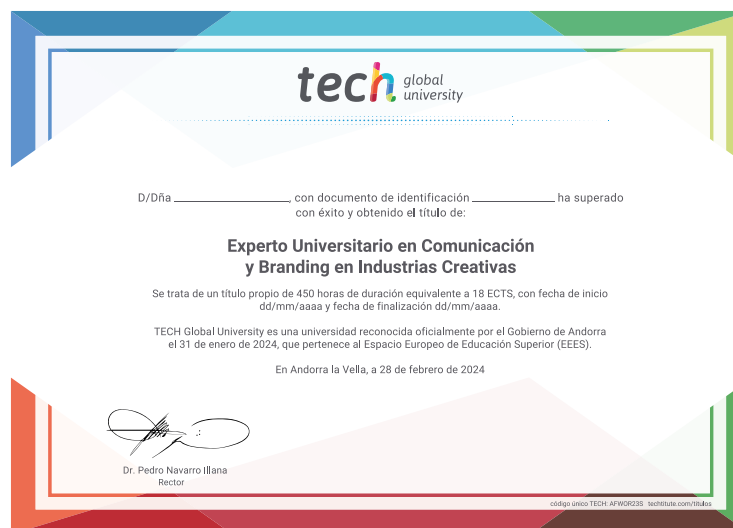 tech global
university
D/Dña ____________________, con documento de identificación ______________ ha superado
con éxito y obtenido el título de:
Experto Universitario en Comunicación
y Branding en Industrias Creativas
Se trata de un título propio de 450 horas de duración equivalente a 18 ECTS, con fecha de inicio
dd/mm/aaaa y fecha de finalización dd/mm/aaaa.
TECH Global University es una universidad reconocida oficialmente por el Gobierno de Andorra
el 31 de enero de 2024, que pertenece al Espacio Europeo de Educación Superior (EEES).
En Andorra la Vella, a 28 de febrero de 2024
Dr. Pedro Navarro Illana
Rector
código único TECH: AFWOR23S techtitute.com/titulos